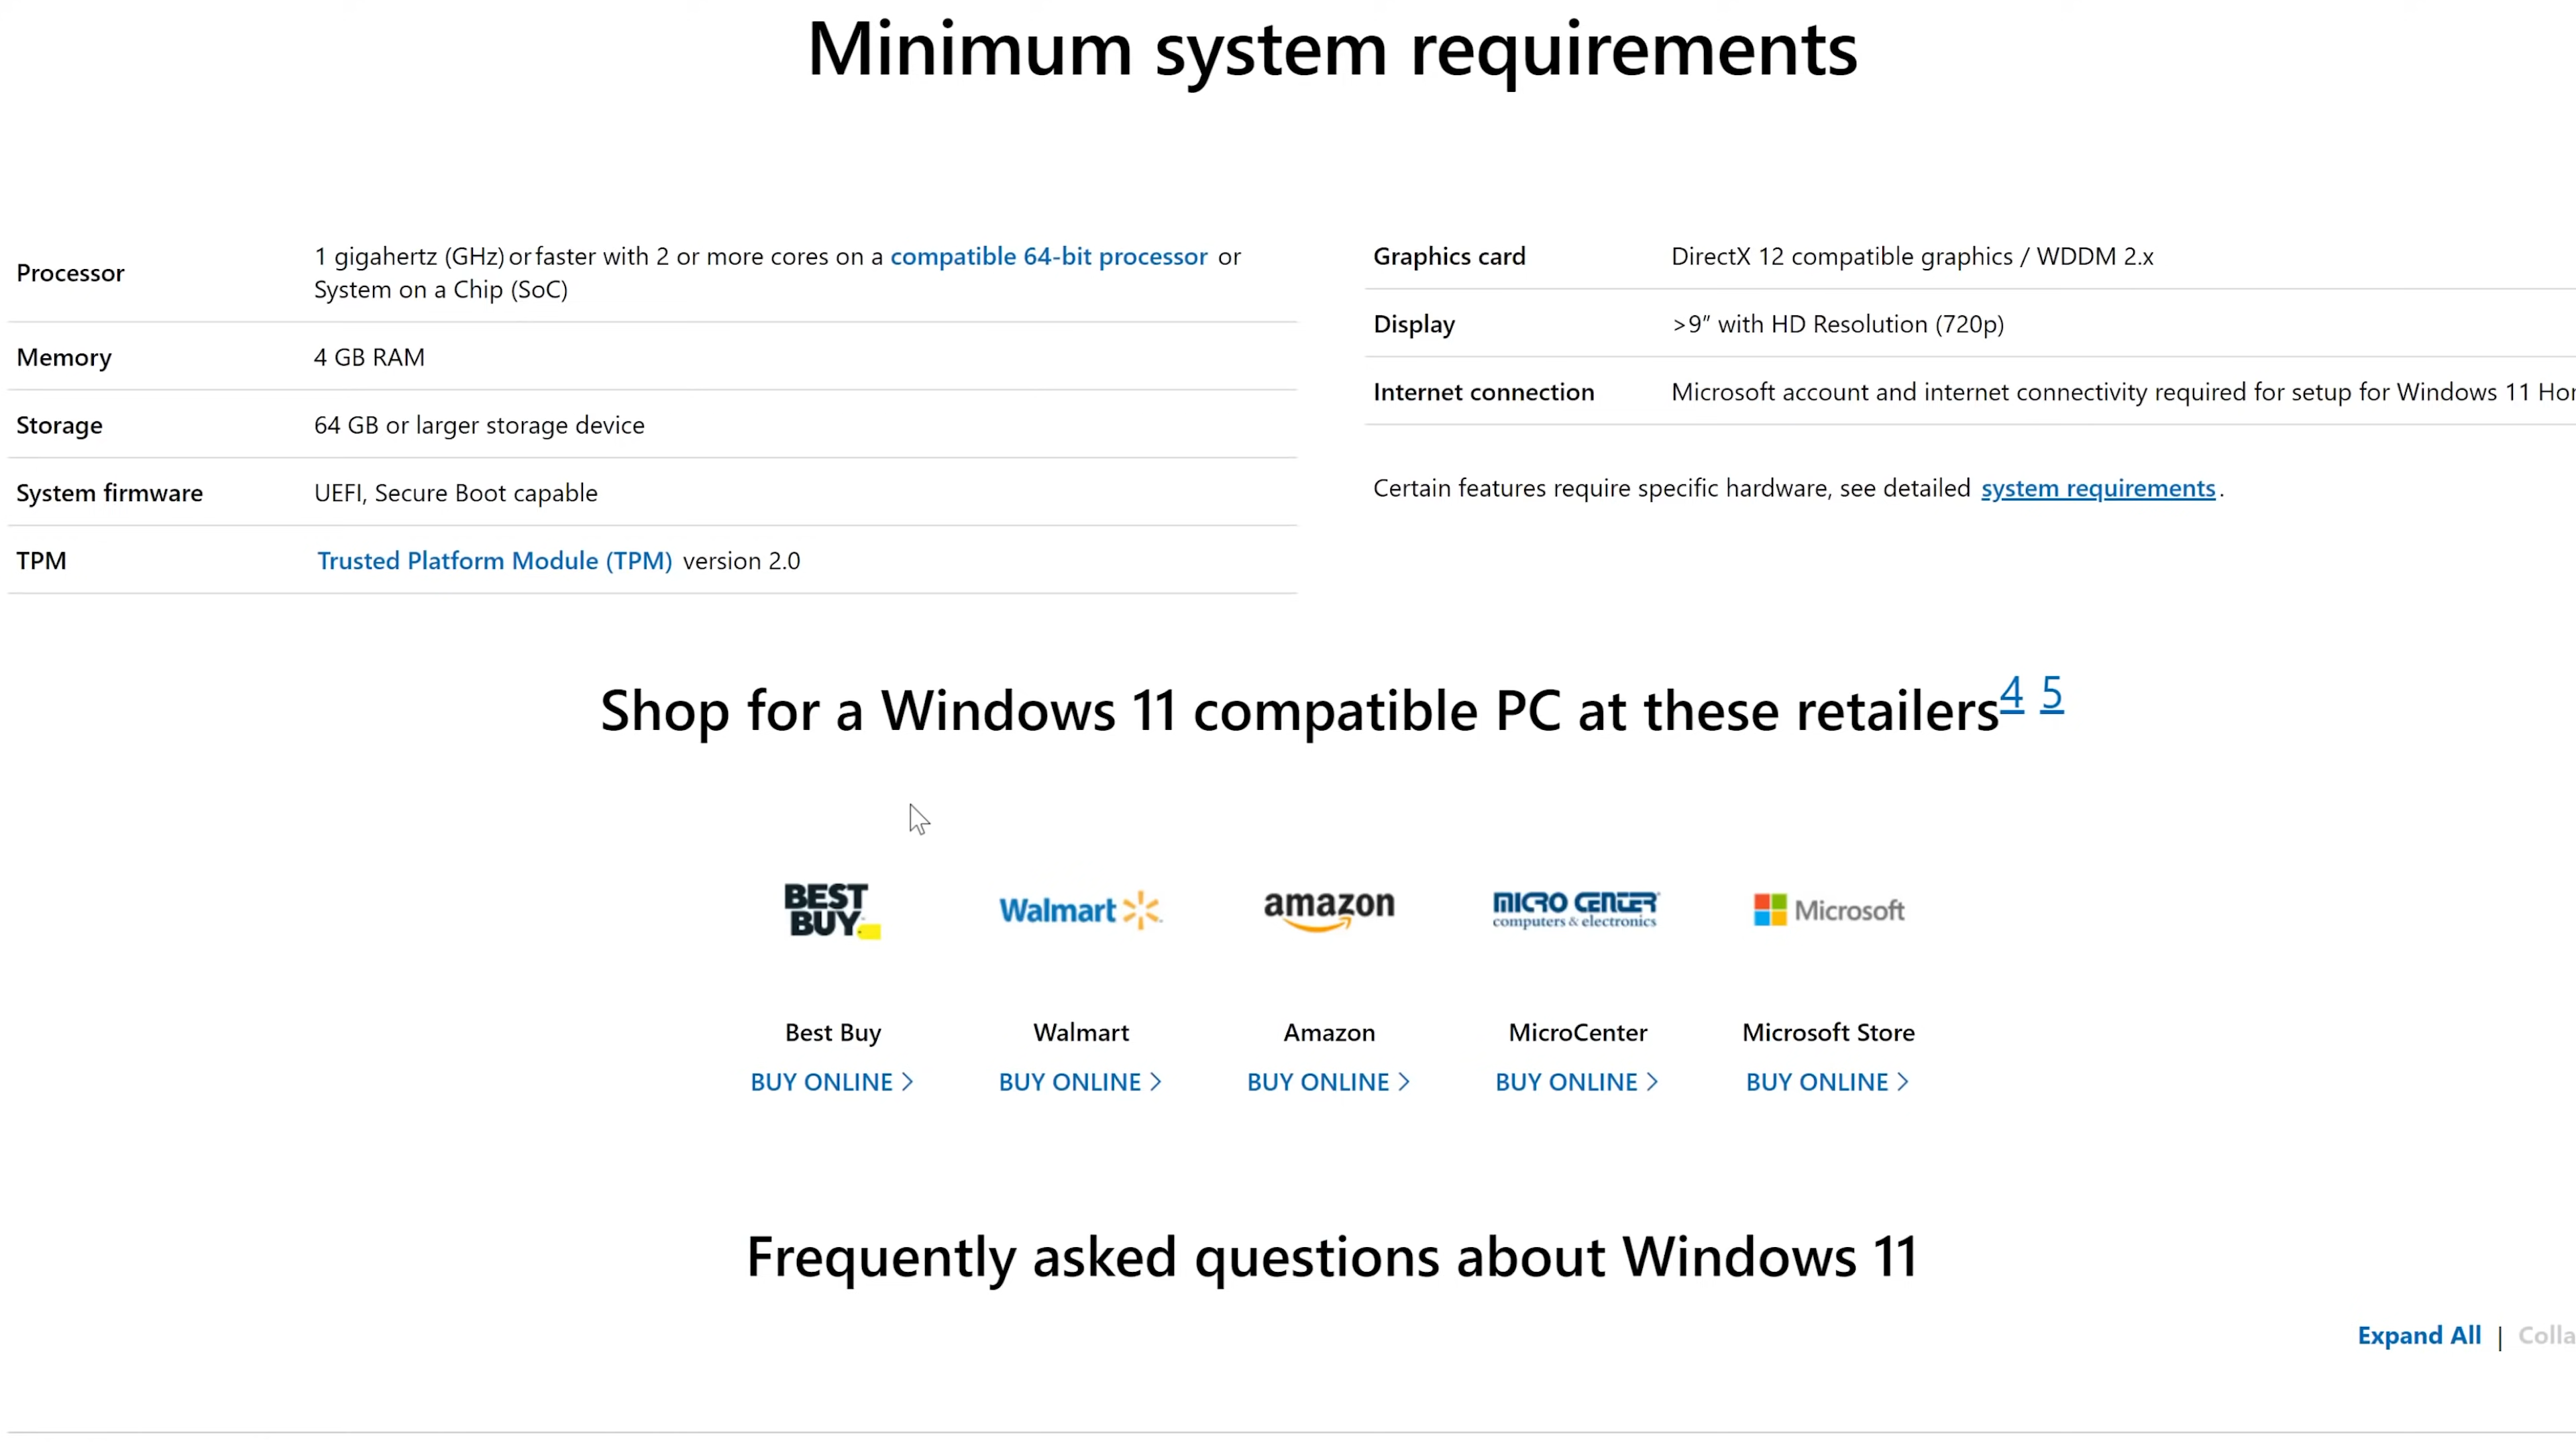 Minimum system requirements
Processor
1 gigahertz (GHz) or faster with 2 or more cores on a compatible 64-bit processor or
System on a Chip (SoC)
Memory
4 GB RAM
Storage
64 GB or larger storage device
System firmware
UEFI, Secure Boot capable
TPM
Trusted Platform Module (TPM) version 2.0
Graphics card
DirectX 12 compatible graphics / WDDM 2.x
Display
>9” with HD Resolution (720p)
Internet connection
Microsoft account and internet connectivity required for setup for Windows 11
Certain features require specific hardware, see detailed system requirements.
Shop for a Windows 11 compatible PC at these retailers4 5
BEST
BUY
Walmart
amazon
MICRO CENTER
computers & electronics
Microsoft
Best Buy
BUY ONLINE >
Walmart
BUY ONLINE >
Amazon
BUY ONLINE >
MicroCenter
BUY ONLINE >
Microsoft Store
BUY ONLINE >
Frequently asked questions about Windows 11
Expand All |